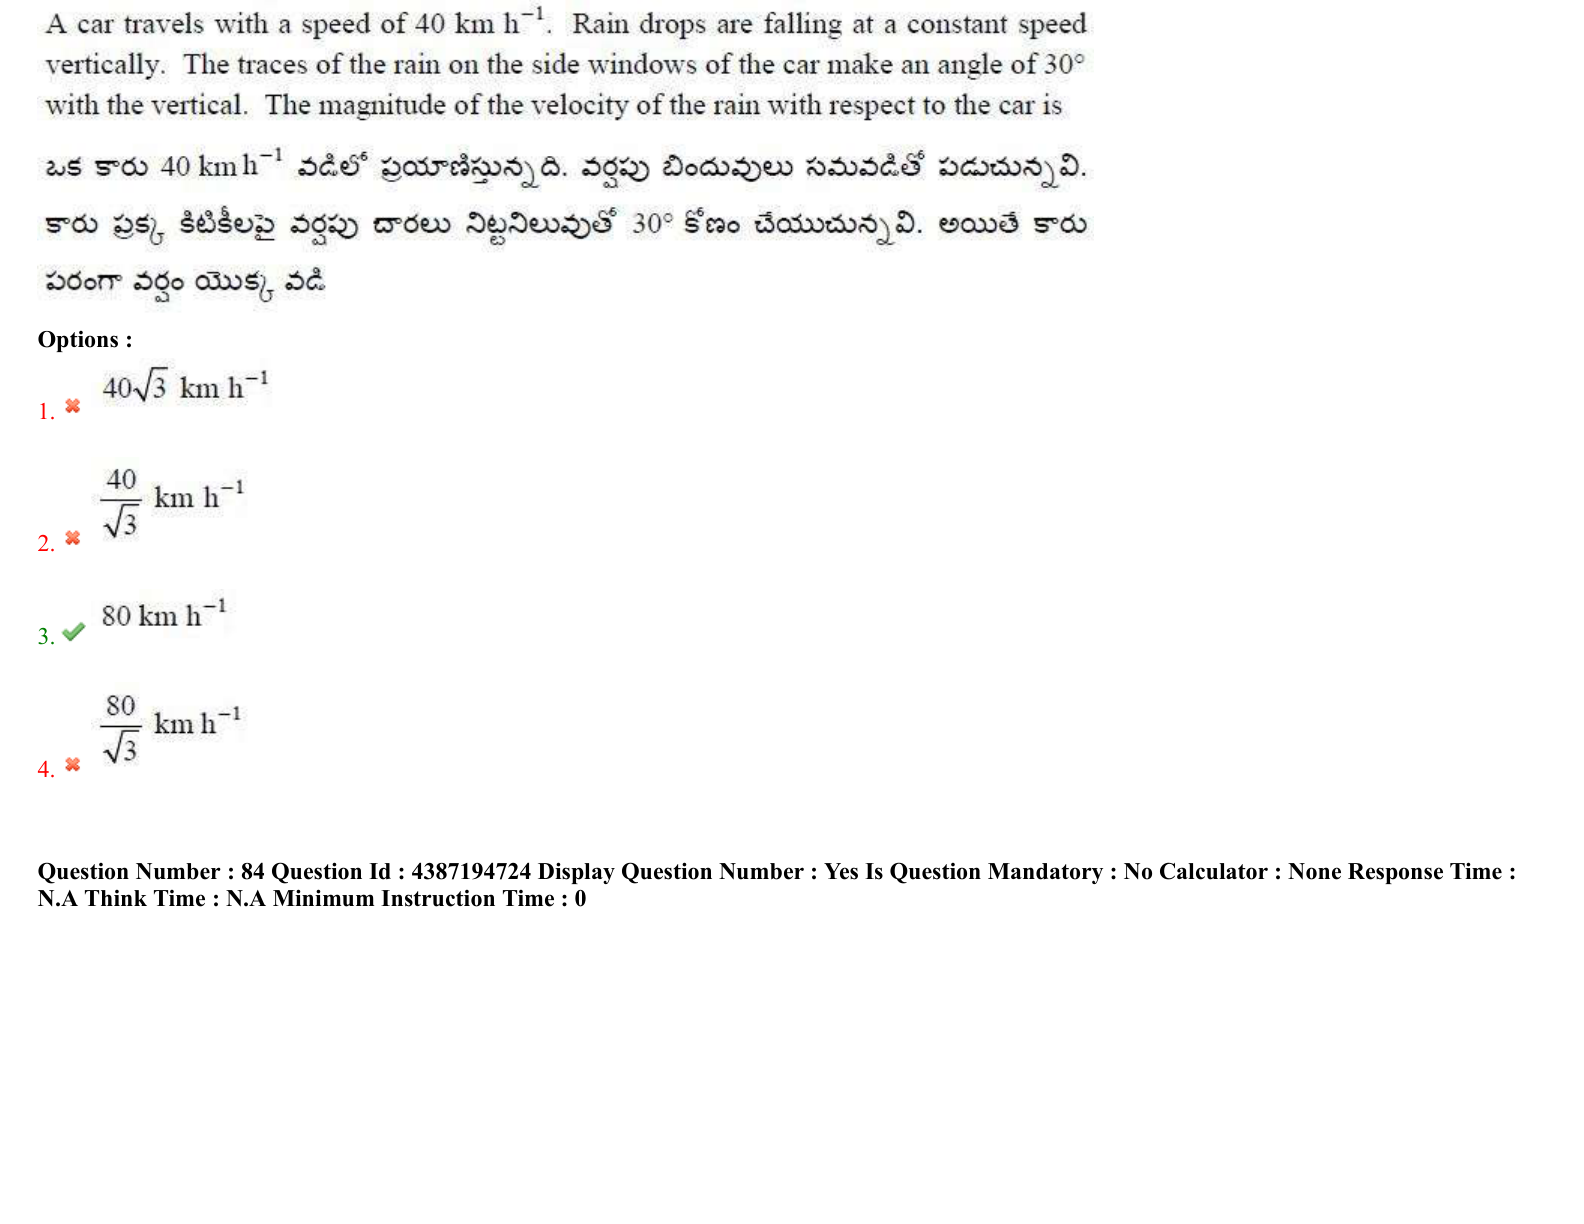 A car travels with a speed of 40 km h⁻¹. Rain drops are falling at a constant speed
vertically. The traces of the rain on the side windows of the car make an angle of 30°
with the vertical. The magnitude of the velocity of the rain with respect to the car is
ఒక కారు 40 km h⁻¹ వడిలో ప్రయాణిస్తున్నది. వర్షపు బిందువులు సమవడితో పడుచున్నవి.
కారు ప్రక్క కిటికీలపై వర్షపు దారలు నిట్టనిలువుతో 30° కోణం చేయుచున్నవి. అయితే కారు
పరంగా వర్షం యొక్క వడి
Options :
1. 40√3 km h⁻¹
2. 40/√3 km h⁻¹
3. 80 km h⁻¹
4. 80/√3 km h⁻¹
Question Number : 84 Question Id : 4387194724 Display Question Number : Yes Is Question Mandatory : No Calculator : None Response Time :
N.A Think Time : N.A Minimum Instruction Time : 0